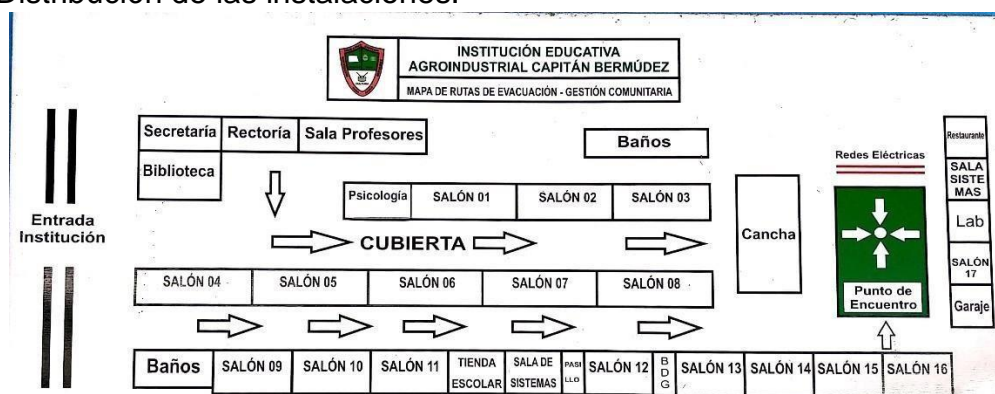 Distribución de las instalaciones.
INSTITUCIÓN EDUCATIVA
AGROINDUSTRIAL CAPITÁN BERMÚDEZ
MAPA DE RUTAS DE EVACUACIÓN - GESTIÓN COMUNITARIA
Secretaría Rectoría Sala Profesores
Biblioteca
Baños
Redes Eléctricas
Restaurante
SALA
SISTE
MAS
Lab
SALÓN
17
Garaje
Entrada
Institución
Psicología SALÓN 01 SALÓN 02 SALÓN 03
CUBIERTA
Cancha
Punto de
Encuentro
SALÓN 04 SALÓN 05 SALÓN 06 SALÓN 07 SALÓN 08
Baños SALÓN 09 SALÓN 10 SALÓN 11
TIENDA
ESCOLAR
SALA DE
SISTEMAS
PASI
LLO
SALÓN 12
B
D
G
SALÓN 13 SALÓN 14 SALÓN 15 SALÓN 16